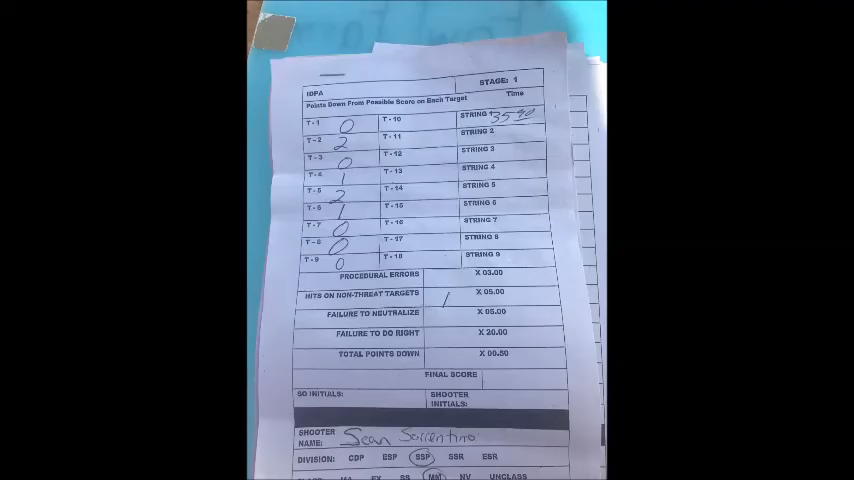 IDPA STAGE: 1
Points Down From Possible Score on Each Target Time
T-1 0 T-10 STRING 1 35.90
T-2 2 T-11 STRING 2
T-3 0 T-12 STRING 3
T-4 1 T-13 STRING 4
T-5 2 T-14 STRING 5
T-6 1 T-15 STRING 6
T-7 0 T-16 STRING 7
T-8 0 T-17 STRING 8
T-9 0 T-18 STRING 9
PROCEDURAL ERRORS X 03.00
HITS ON NON-THREAT TARGETS 1 X 05.00
FAILURE TO NEUTRALIZE X 05.00
FAILURE TO DO RIGHT X 20.00
TOTAL POINTS DOWN X 00.50
FINAL SCORE
SO INITIALS: SHOOTER INITIALS:
SHOOTER NAME: Sean Sorrentino
DIVISION: CDP ESP SSP SSR ESR
MA EX SS MM NV UNCLASS